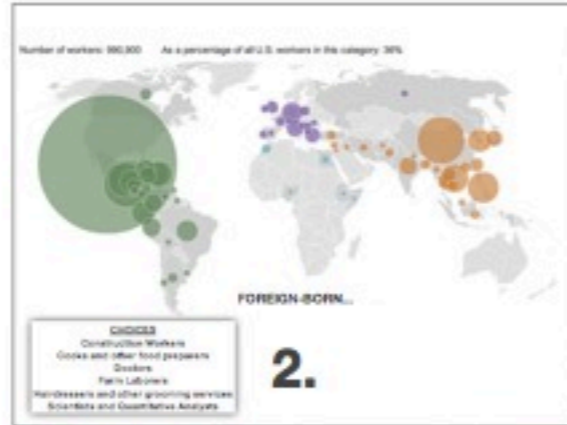 Number of workers: 990,900 As a percentage of all U.S. workers in this category: 36%
FOREIGN-BORN...
CHOICES
Construction Workers
Cooks and other food preparers
Doctors
Farm Laborers
Hairdressers and other grooming services
Scientists and Quantitative Analysts
2.